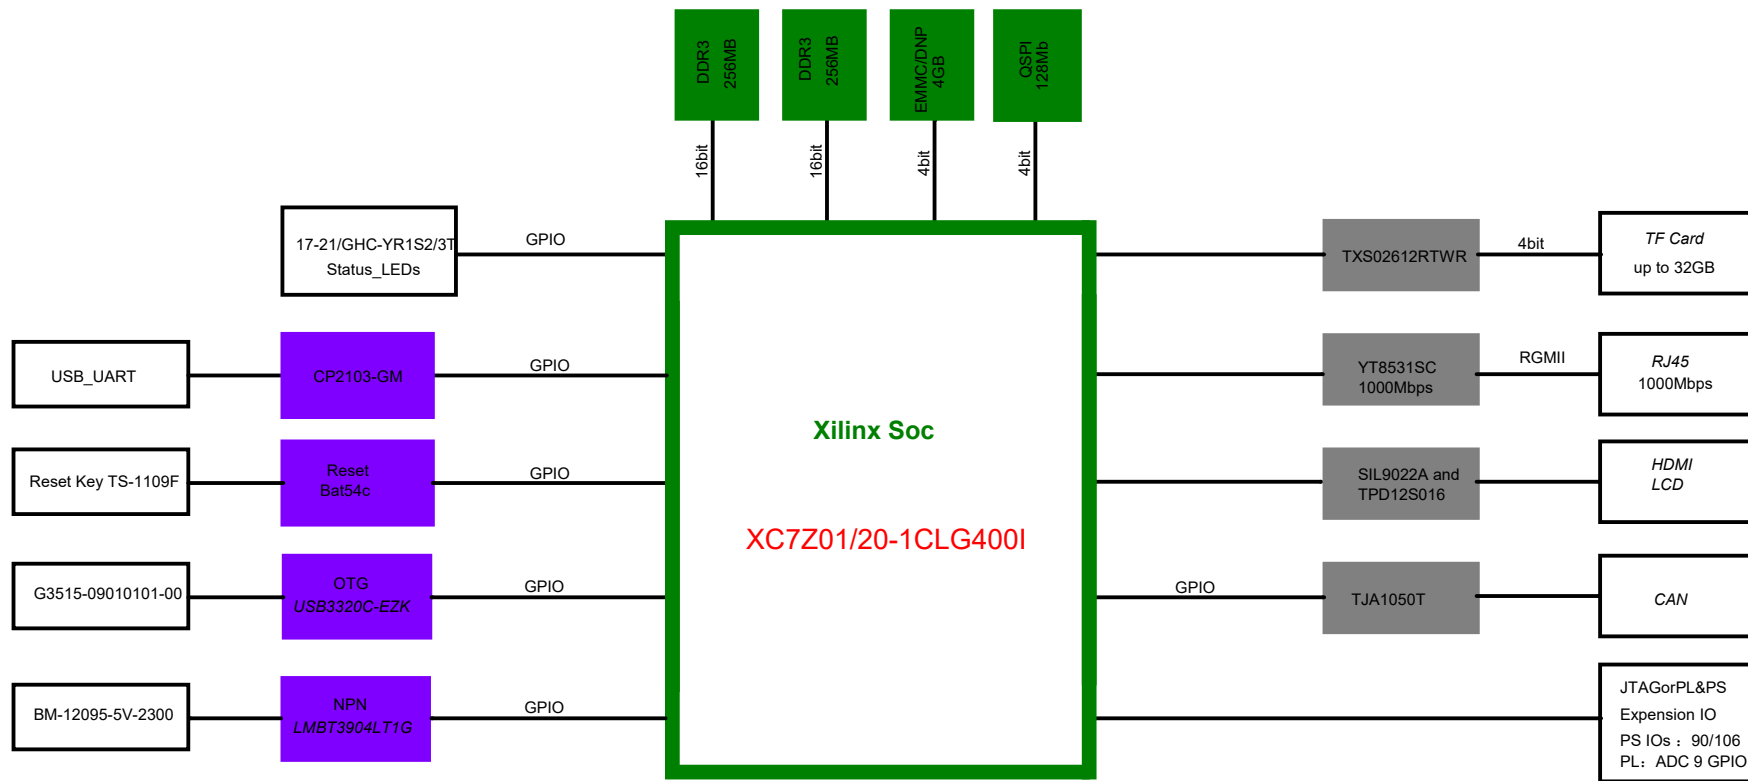 DDR3
256MB
DDR3
256MB
EMMC/DNP
4GB
QSPI
128Mb
16bit
16bit
4bit
4bit
17-21/GHC-YR1S2/3T
Status_LEDs
GPIO
USB_UART
CP2103-GM
GPIO
Reset Key TS-1109F
Reset
Bat54c
GPIO
G3515-09010101-00
OTG
USB3320C-EZK
GPIO
BM-12095-5V-2300
NPN
LMBT3904LT1G
GPIO
Xilinx Soc
XC7Z01/20-1CLG400I
TXS02612RTWR
4bit
TF Card
up to 32GB
YT8531SC
1000Mbps
RGMII
RJ45
1000Mbps
SIL9022A and
TPD12S016
HDMI
LCD
GPIO
TJA1050T
CAN
JTAGorPL&PS
Expension IO
PS IOs：90/106
PL：ADC 9 GPIO